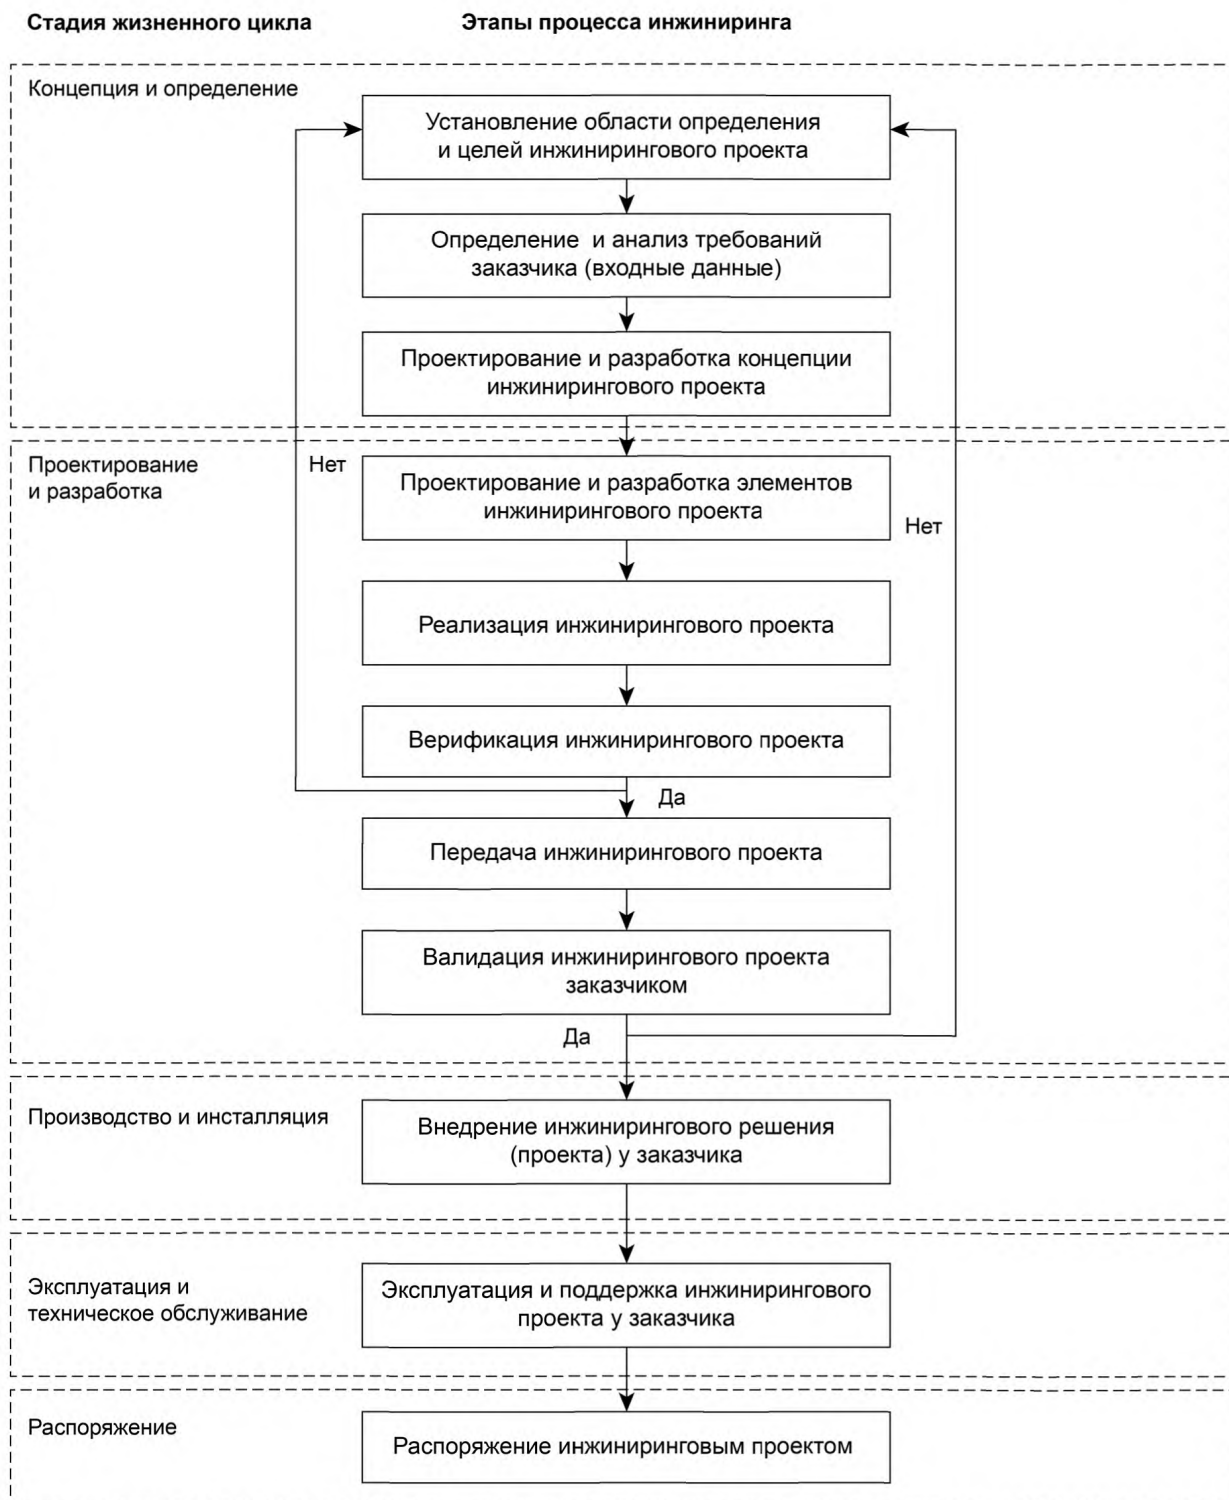 Стадия жизненного цикла
Этапы процесса инжиниринга
Концепция и определение
Установление области определения
и целей инжинирингового проекта
Определение и анализ требований
заказчика (входные данные)
Проектирование и разработка концепции
инжинирингового проекта
Проектирование
и разработка
Нет
Проектирование и разработка элементов
инжинирингового проекта
Нет
Реализация инжинирингового проекта
Верификация инжинирингового проекта
Да
Передача инжинирингового проекта
Валидация инжинирингового проекта
заказчиком
Да
Производство и инсталляция
Внедрение инжинирингового решения
(проекта) у заказчика
Эксплуатация и
техническое обслуживание
Эксплуатация и поддержка инжинирингового
проекта у заказчика
Распоряжение
Распоряжение инжиниринговым проектом